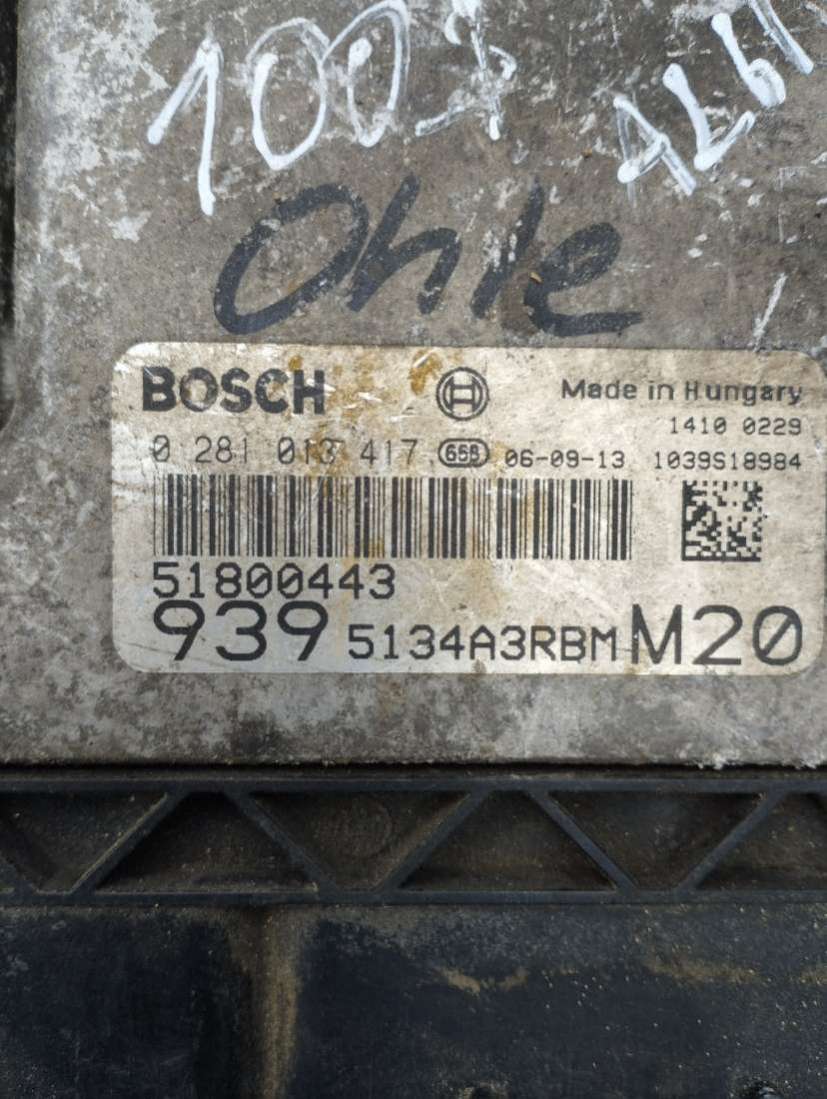 Ohle
BOSCH Made in Hungary
1410 0229
0 281 013 417 65B 06-09-13 1039S18984
51800443
939 5134A3RBM M20